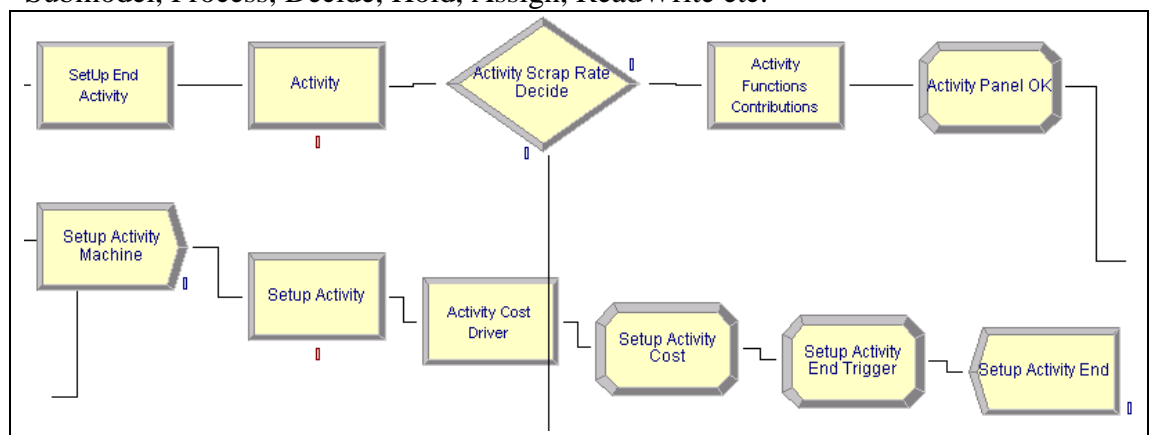 Submodel, Process, Decide, Hold, Assign, ReadWrite etc.
SetUp End
Activity
Activity
Activity Scrap Rate
Decide
Activity
Functions
Contributions
Activity Panel OK
Setup Activity
Machine
Setup Activity
Activity Cost
Driver
Setup Activity
Cost
Setup Activity
End Trigger
Setup Activity End